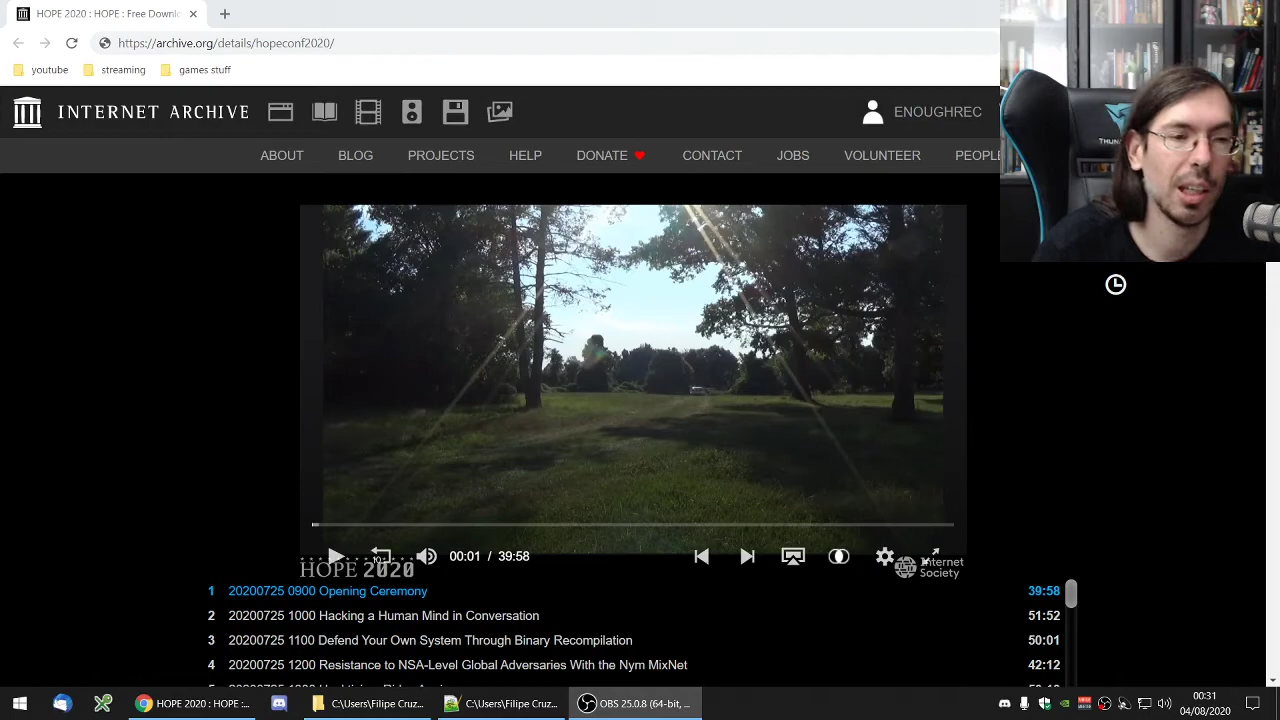 HOPE 2020 : HOPE : Free Downlo
https://archive.org/details/hopeconf2020/
youtube
streaming
games stuff
INTERNET ARCHIVE
ENOUGHREC
ABOUT
BLOG
PROJECTS
HELP
DONATE
CONTACT
JOBS
VOLUNTEER
PEOPLE
THUN
10
00:01 / 39:58
HOPE 2020
Internet
Society
1 20200725 0900 Opening Ceremony 39:58
2 20200725 1000 Hacking a Human Mind in Conversation 51:52
3 20200725 1100 Defend Your Own System Through Binary Recompilation 50:01
4 20200725 1200 Resistance to NSA-Level Global Adversaries With the Nym MixNet 42:12
HOPE 2020 : HOPE :...
C:\Users\Filipe Cruz...
C:\Users\Filipe Cruz...
OBS 25.0.8 (64-bit, ...
00:31
04/08/2020